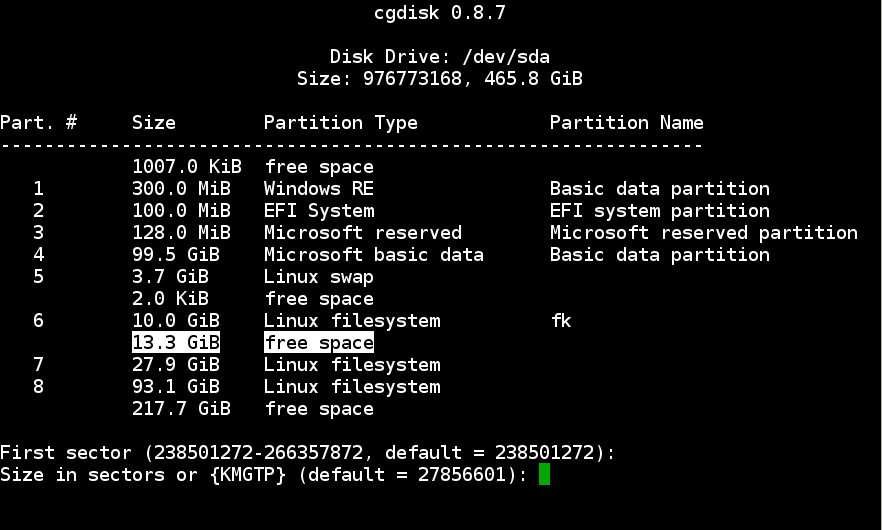 cgdisk 0.8.7
Disk Drive: /dev/sda
Size: 976773168, 465.8 GiB
Part. # Size Partition Type Partition Name
----------------------------------------------------------------
1007.0 KiB free space
1 300.0 MiB Windows RE Basic data partition
2 100.0 MiB EFI System EFI system partition
3 128.0 MiB Microsoft reserved Microsoft reserved partition
4 99.5 GiB Microsoft basic data Basic data partition
5 3.7 GiB Linux swap
2.0 KiB free space
6 10.0 GiB Linux filesystem fk
13.3 GiB free space
7 27.9 GiB Linux filesystem
8 93.1 GiB Linux filesystem
217.7 GiB free space
First sector (238501272-266357872, default = 238501272):
Size in sectors or {KMGTP} (default = 27856601):